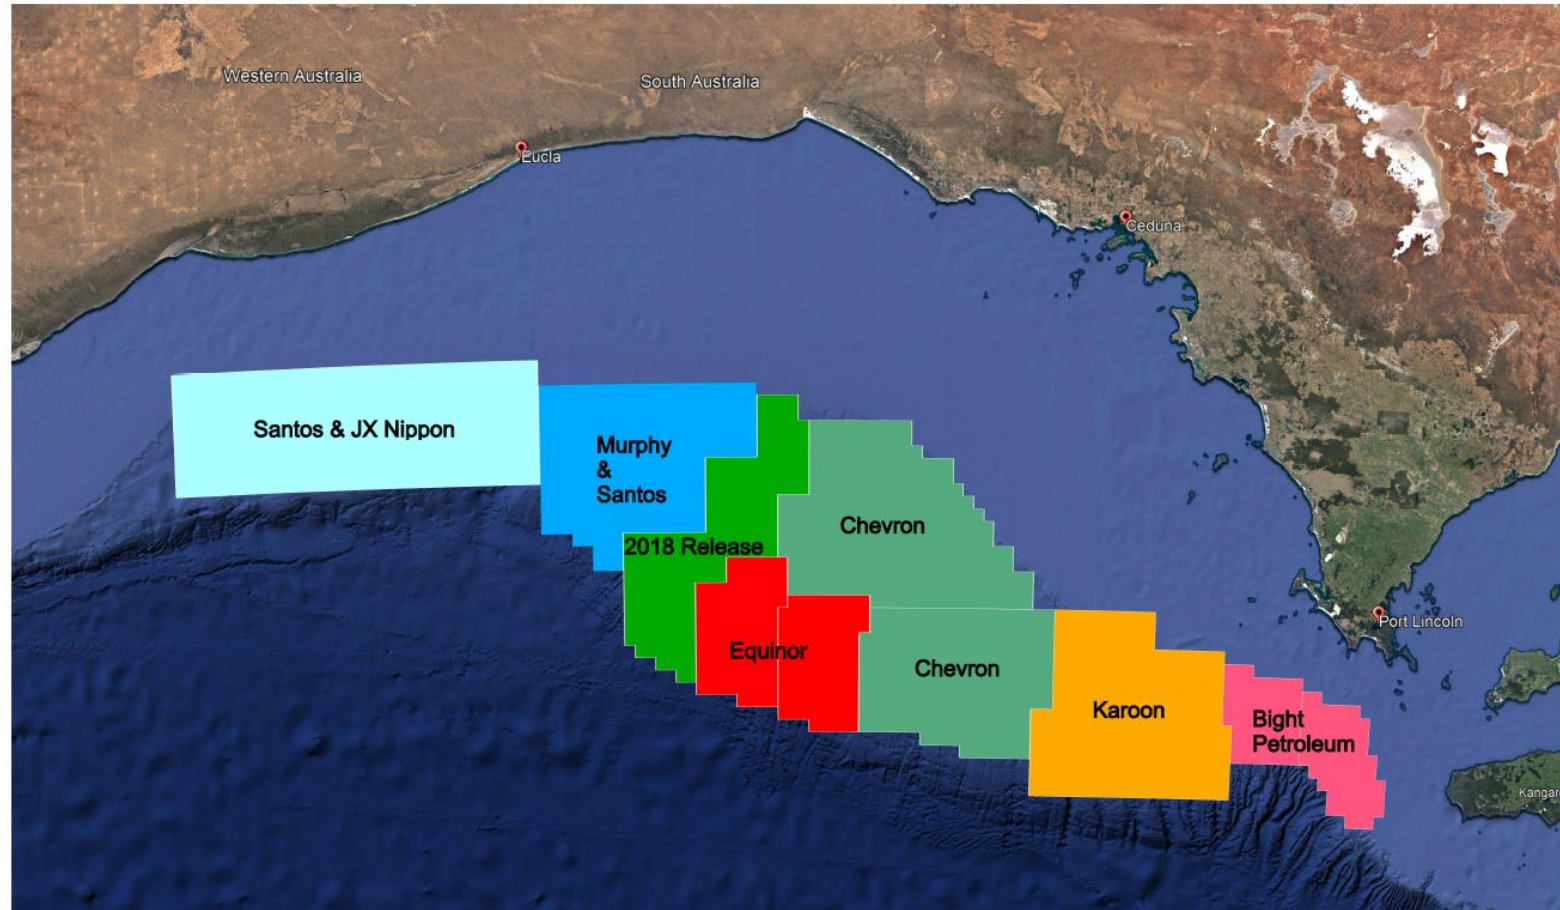 Western Australia
South Australia
Eucla
Ceduna
Santos & JX Nippon
Murphy
&
Santos
Chevron
2018 Release
Port Lincoln
Equinor
Chevron
Karoon
Bight
Petroleum
Kangar